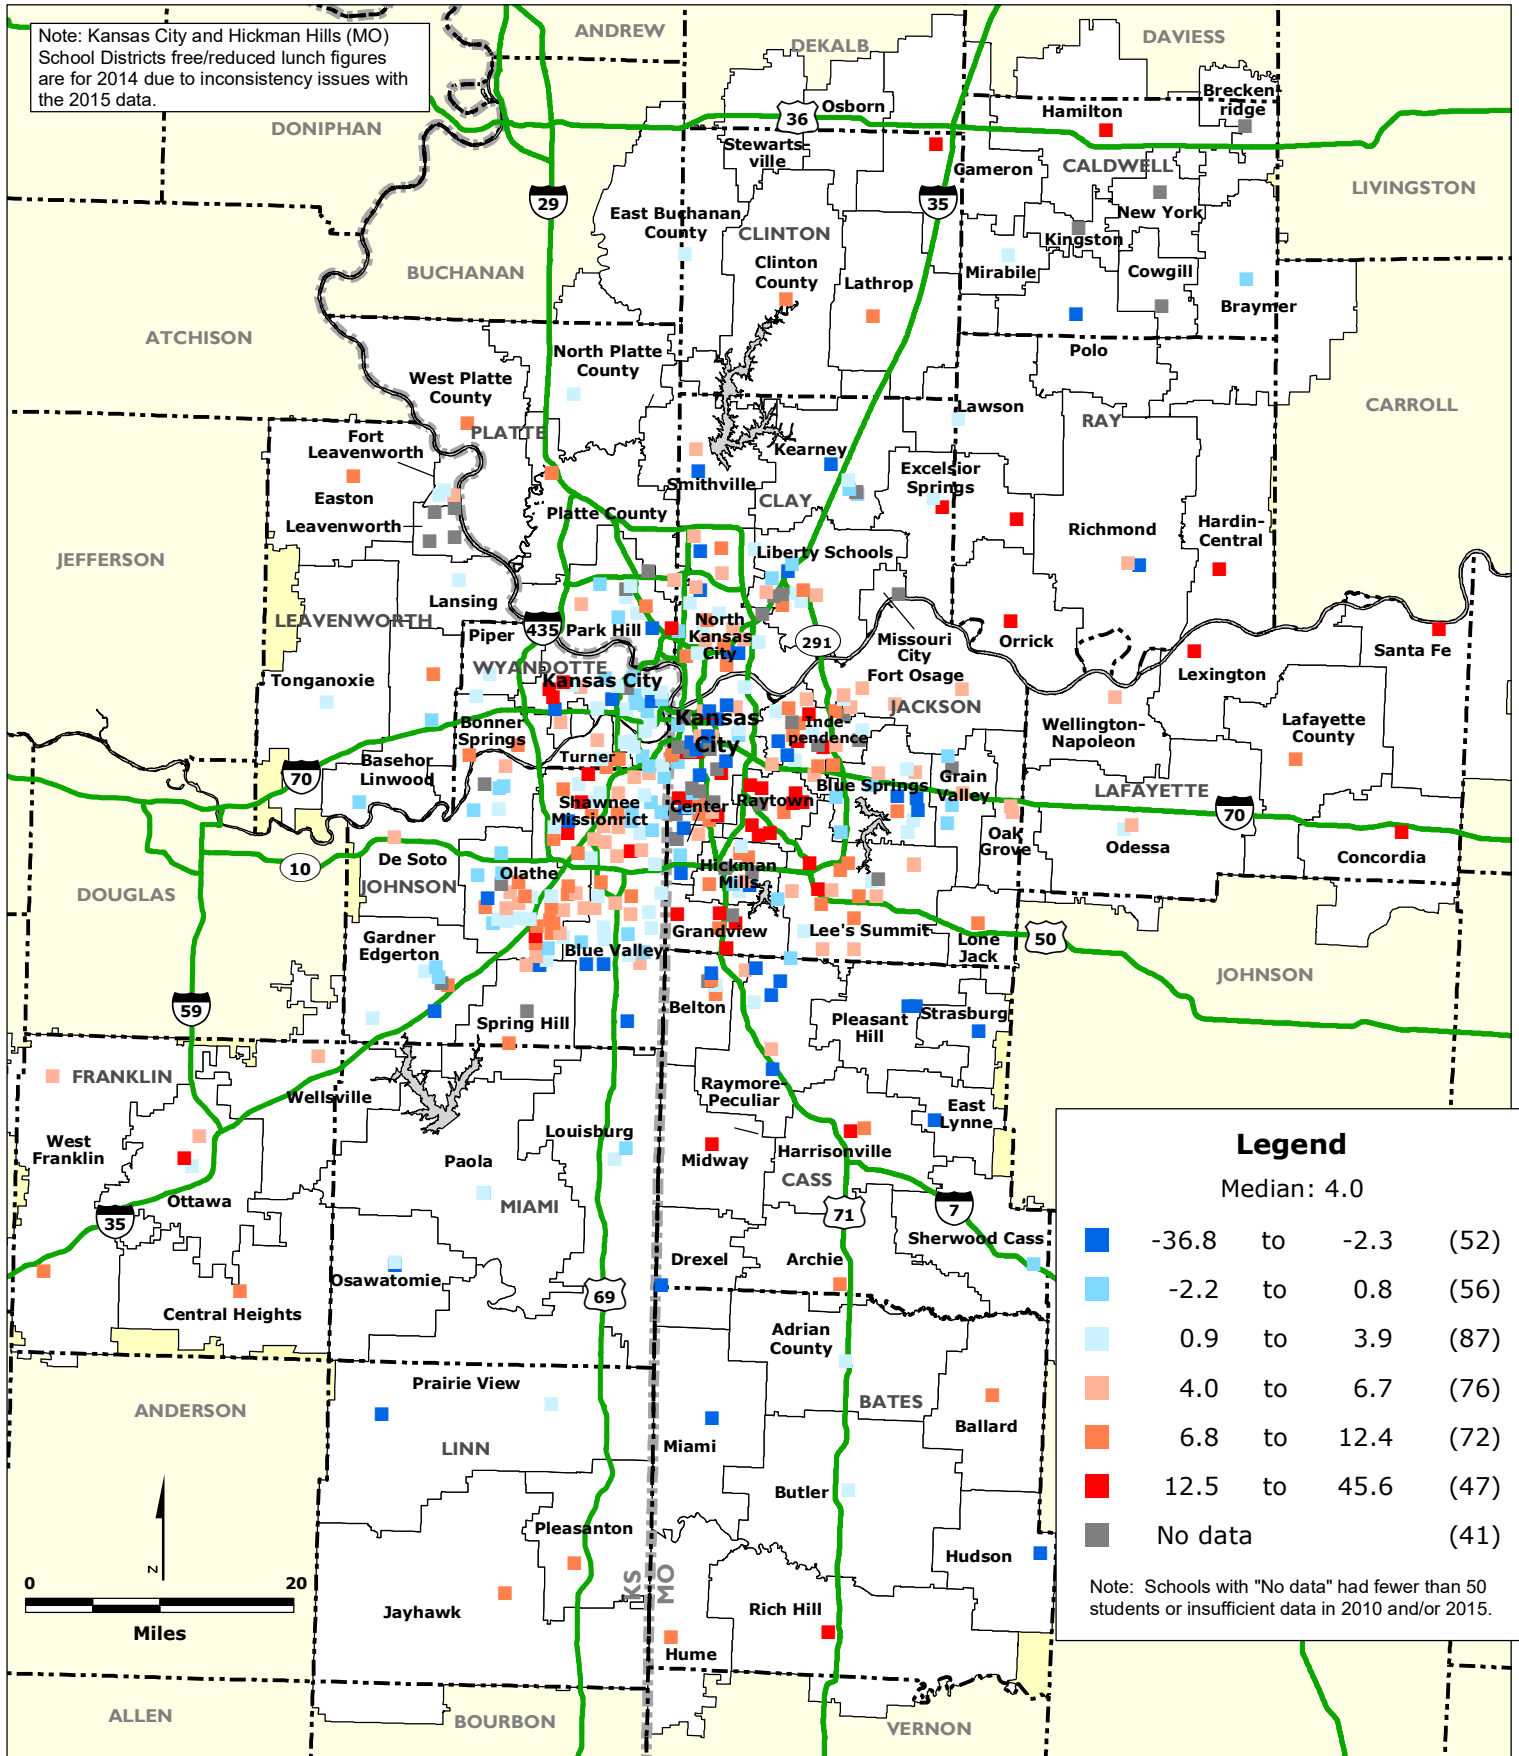 Note: Kansas City and Hickman Hills (MO)
School Districts free/reduced lunch figures
are for 2014 due to inconsistency issues with
the 2015 data.
ANDREW
DEKALB
DAVIESS
DONIPHAN
36
Osborn
Hamilton
Brecken-
ridge
Stewarts-
ville
Cameron
CALDWELL
LIVINGSTON
29
35
East Buchanan
County
New York
CLINTON
Kingston
BUCHANAN
Clinton
County
Lathrop
Mirabile
Cowgill
Braymer
ATCHISON
North Platte
County
Polo
West Platte
County
Lawson
CARROLL
RAY
PLATTE
Fort
Leavenworth
Kearney
Excelsior
Springs
Easton
Smithville
CLAY
Leavenworth
Platte County
Richmond
Hardin-
Central
JEFFERSON
Liberty Schools
Lansing
LEAVENWORTH
435
Park Hill
North
Kansas
City
Piper
291
Missouri
City
Orrick
Santa Fe
WYANDOTTE
Kansas City
Fort Osage
Lexington
Tonganoxie
JACKSON
Kansas
City
Inde-
pendence
Wellington-
Napoleon
Lafayette
County
Bonner
Springs
Turner
Basehor
Linwood
70
Grain
Valley
Blue Springs
LAFAYETTE
Shawnee
Missionrict
Center
Raytown
70
Oak
Grove
Odessa
Concordia
De Soto
10
JOHNSON
Olathe
Hickman
Mills
DOUGLAS
Gardner
Edgerton
Blue Valley
Grandview
Lee's Summit
Lone
Jack
50
JOHNSON
59
Belton
Spring Hill
Pleasant
Hill
Strasburg
FRANKLIN
Wellsville
Raymore-
Peculiar
East
Lynne
West
Franklin
Louisburg
Paola
Midway
Harrisonville
CASS
Ottawa
MIAMI
35
71
7
Sherwood Cass
Drexel
Archie
Osawatomie
69
Central Heights
Adrian
County
Prairie View
BATES
ANDERSON
Ballard
LINN
Miami
Butler
Pleasanton
Hudson
KS
MO
Jayhawk
Rich Hill
Hume
ALLEN
BOURBON
VERNON
N
0 20
Miles
Legend
Median: 4.0
-36.8 to -2.3 (52)
-2.2 to 0.8 (56)
0.9 to 3.9 (87)
4.0 to 6.7 (76)
6.8 to 12.4 (72)
12.5 to 45.6 (47)
No data (41)
Note: Schools with "No data" had fewer than 50
students or insufficient data in 2010 and/or 2015.